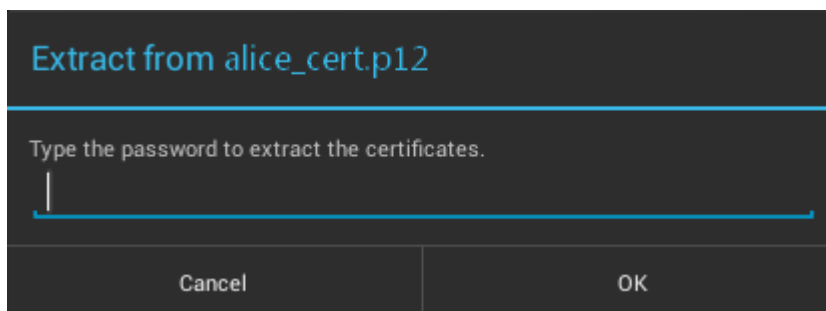 Extract from alice_cert.p12
Type the password to extract the certificates.
Cancel OK